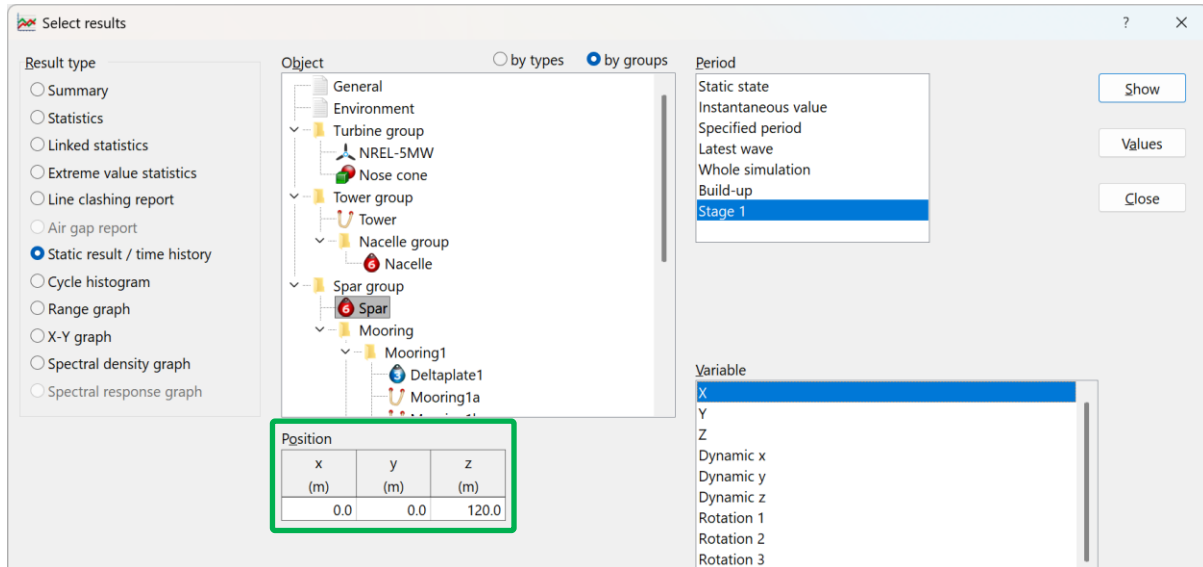 Select results
?
Result type
Summary
Statistics
Linked statistics
Extreme value statistics
Line clashing report
Air gap report
Static result / time history
Cycle histogram
Range graph
X-Y graph
Spectral density graph
Spectral response graph
Object
by types
by groups
General
Environment
Turbine group
NREL-5MW
Nose cone
Tower group
Tower
Nacelle group
6 Nacelle
Spar group
6 Spar
Mooring
Mooring1
3 Deltaplate1
Mooring1a
Position
x y z
(m) (m) (m)
0.0 0.0 120.0
Period
Static state
Instantaneous value
Specified period
Latest wave
Whole simulation
Build-up
Stage 1
Variable
X
Y
Z
Dynamic x
Dynamic y
Dynamic z
Rotation 1
Rotation 2
Rotation 3
Show
Values
Close